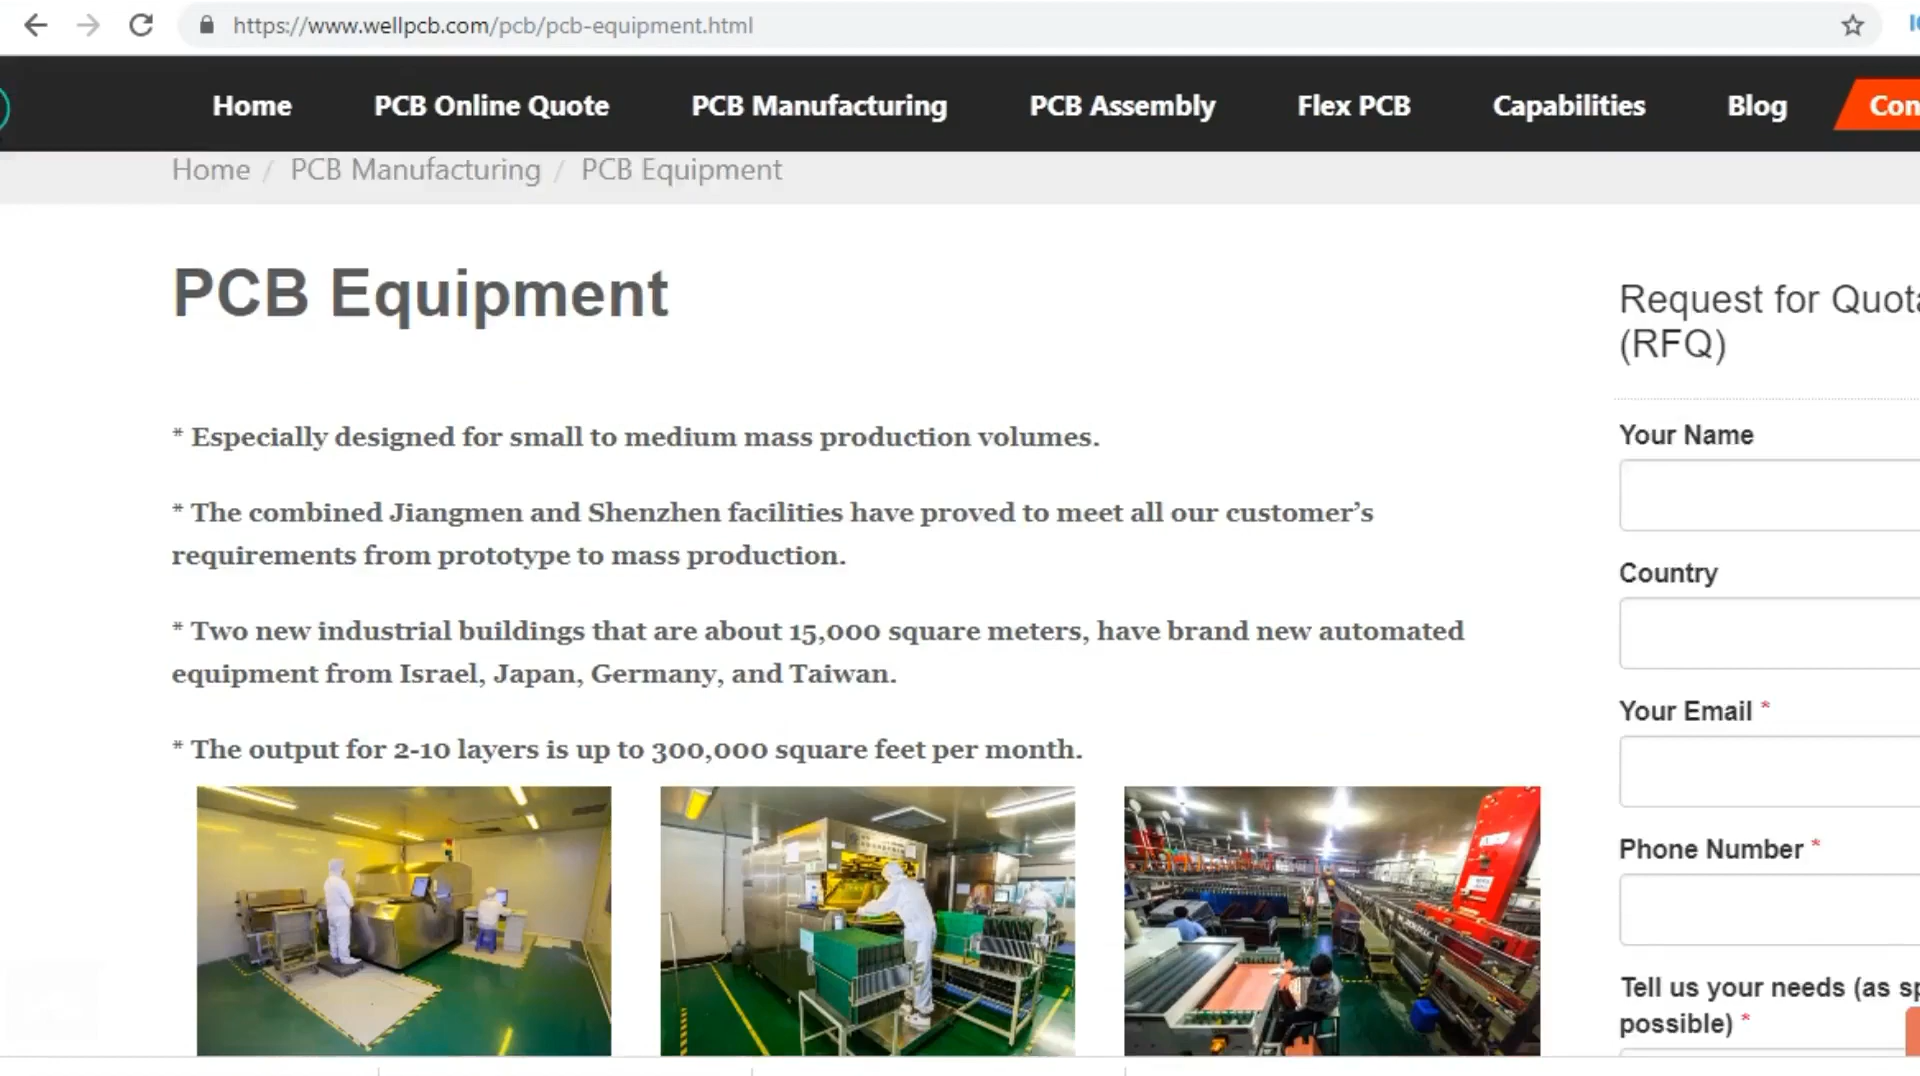 https://www.wellpcb.com/pcb/pcb-equipment.html
Home PCB Online Quote PCB Manufacturing PCB Assembly Flex PCB Capabilities Blog
Home / PCB Manufacturing / PCB Equipment
PCB Equipment
* Especially designed for small to medium mass production volumes.
* The combined Jiangmen and Shenzhen facilities have proved to meet all our customer’s
requirements from prototype to mass production.
* Two new industrial buildings that are about 15,000 square meters, have brand new automated
equipment from Israel, Japan, Germany, and Taiwan.
* The output for 2-10 layers is up to 300,000 square feet per month.
Request for
(RFQ)
Your Name
Country
Your Email *
Phone Number *
Tell us your needs (as
possible) *